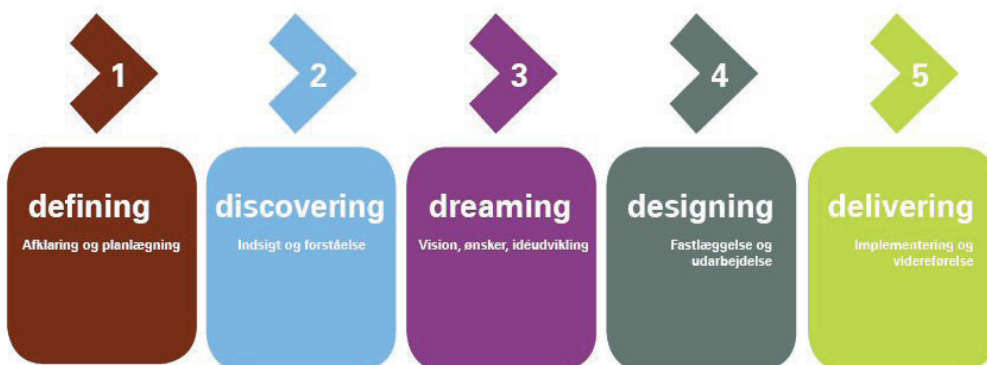 1
2
3
4
5
defining
Afklaring og planlægning
discovering
Indsigt og forståelse
dreaming
Vision, ønsker, idéudvikling
designing
Fastlæggelse og
udarbejdelse
delivering
Implementering og
videreførelse